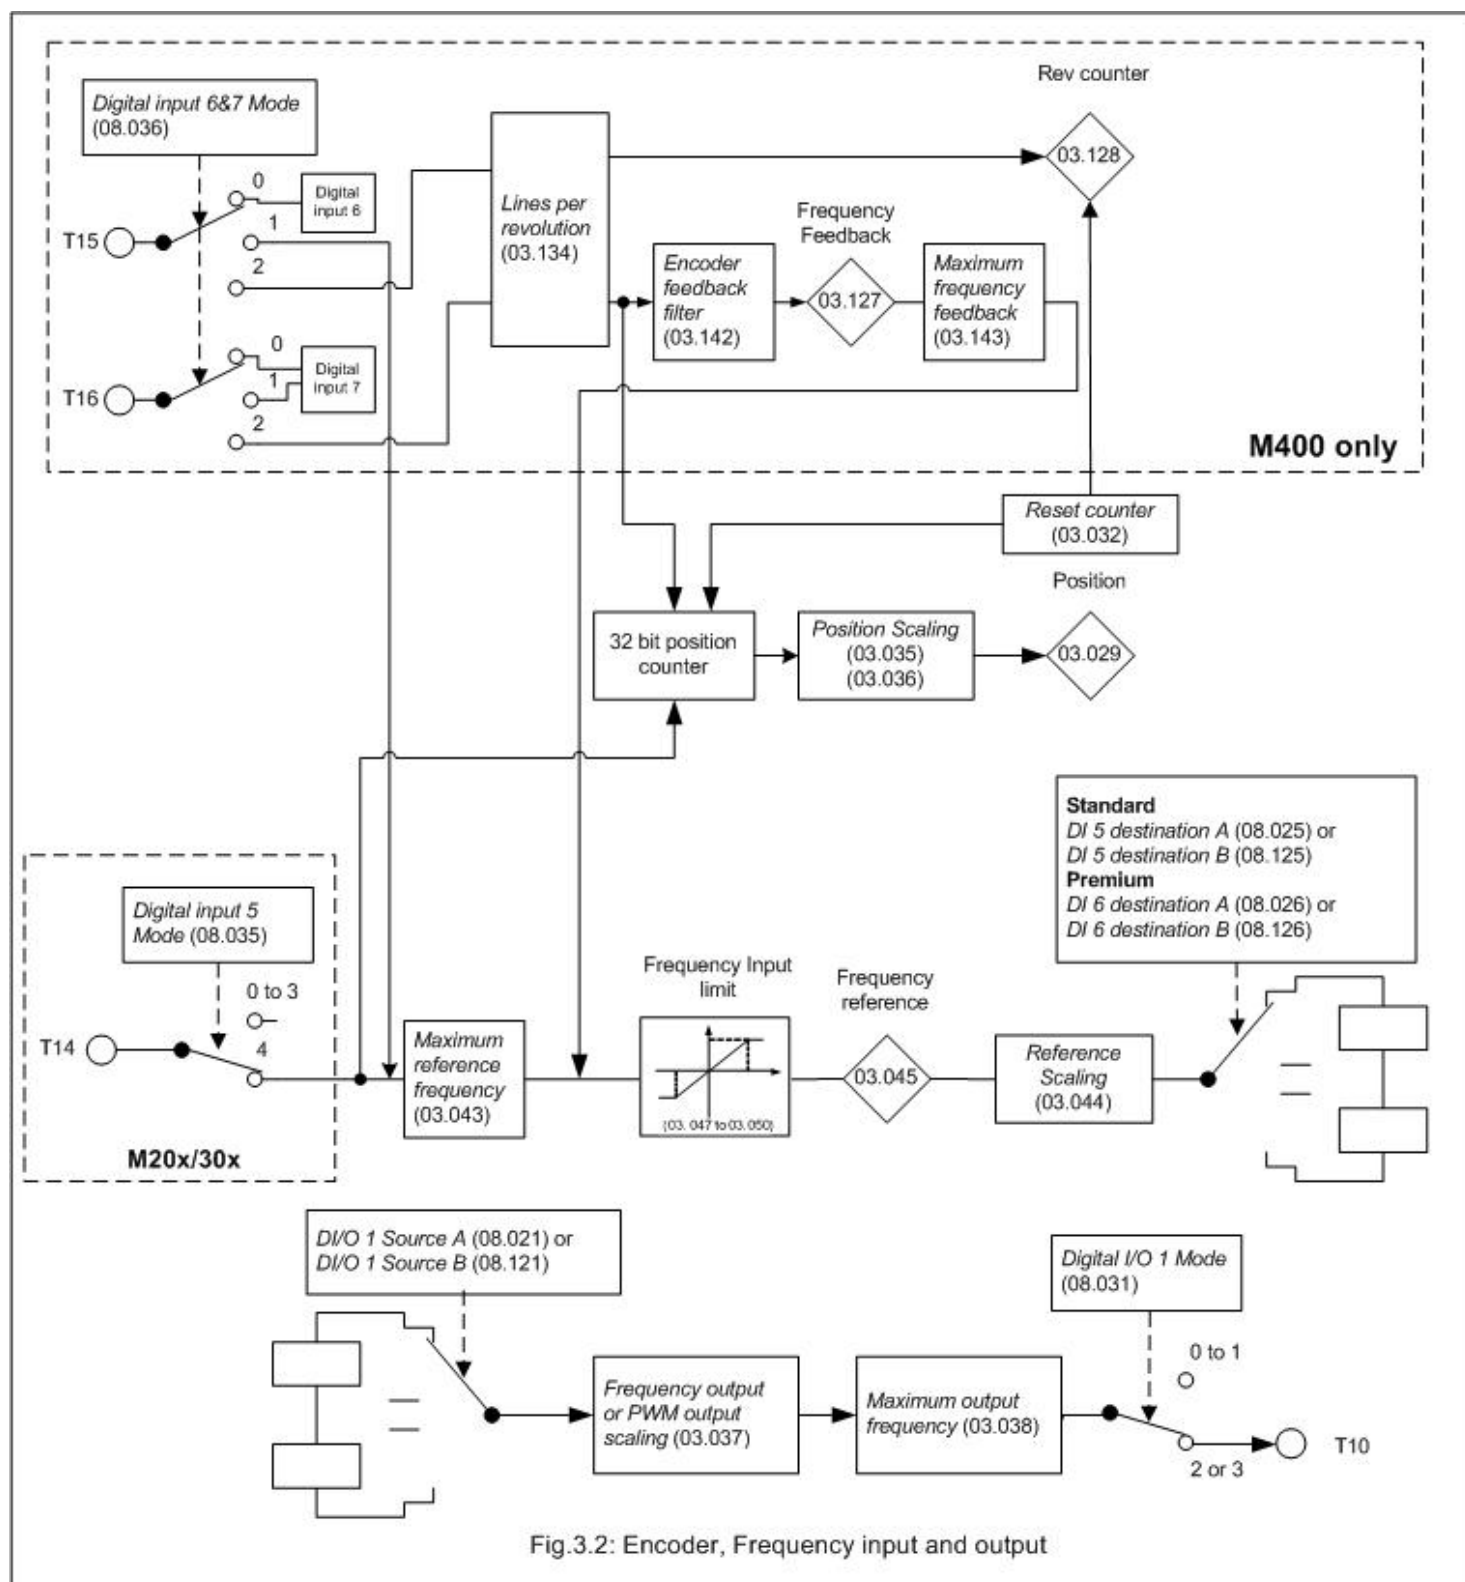 Rev counter
Digital input 6&7 Mode
(08.036)
03.128
0
Digital
input 6
1
T15
2
Lines per
revolution
(03.134)
Frequency
Feedback
Encoder
feedback
filter
(03.142)
03.127
Maximum
frequency
feedback
(03.143)
0
Digital
input 7
1
T16
2
M400 only
Reset counter
(03.032)
Position
32 bit position
counter
Position Scaling
(03.035)
(03.036)
03.029
Standard
DI 5 destination A (08.025) or
DI 5 destination B (08.125)
Premium
DI 6 destination A (08.026) or
DI 6 destination B (08.126)
Digital input 5
Mode (08.035)
0 to 3
T14
4
M20x/30x
Maximum
reference
frequency
(03.043)
Frequency Input
limit
(03. 047 to 03. 050)
Frequency
reference
03.045
Reference
Scaling
(03.044)
DI/O 1 Source A (08.021) or
DI/O 1 Source B (08.121)
Digital I/O 1 Mode
(08.031)
0 to 1
Frequency output
or PWM output
scaling (03.037)
Maximum output
frequency (03.038)
T10
2 or 3
Fig.3.2: Encoder, Frequency input and output